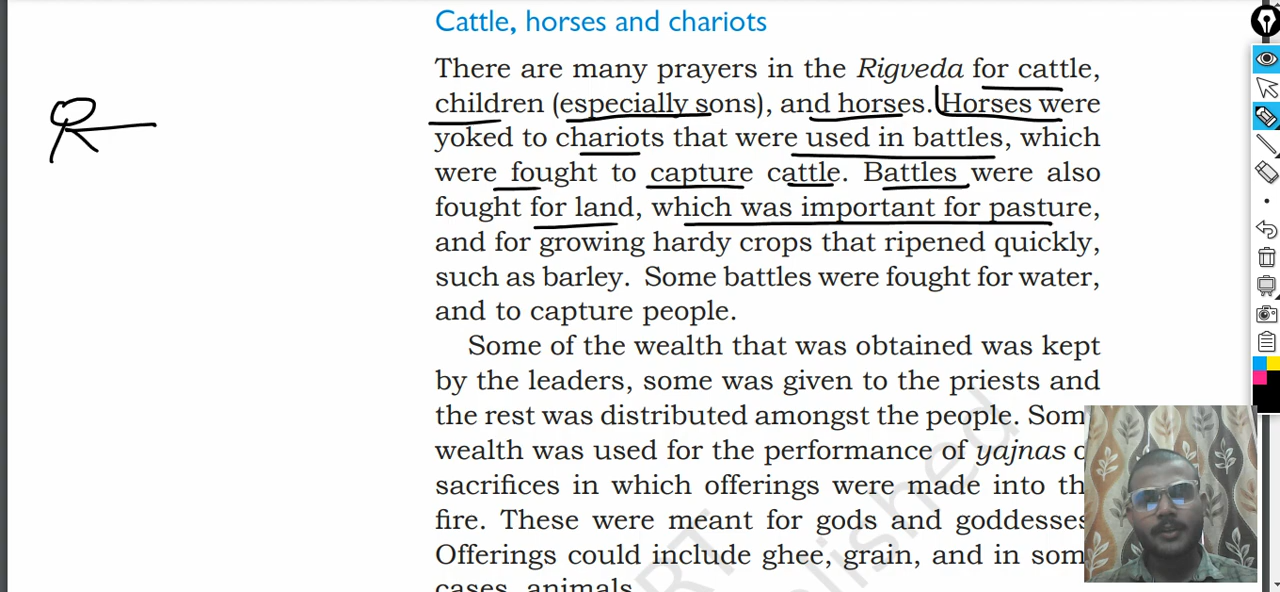 Cattle, horses and chariots
There are many prayers in the Rigveda for cattle,
children (especially sons), and horses. Horses were
yoked to chariots that were used in battles, which
were fought to capture cattle. Battles were also
fought for land, which was important for pasture,
and for growing hardy crops that ripened quickly,
such as barley. Some battles were fought for water,
and to capture people.
Some of the wealth that was obtained was kept
by the leaders, some was given to the priests and
the rest was distributed amongst the people. Som
wealth was used for the performance of yajnas o
sacrifices in which offerings were made into th
fire. These were meant for gods and goddesses
Offerings could include ghee, grain, and in som
cases, animals.